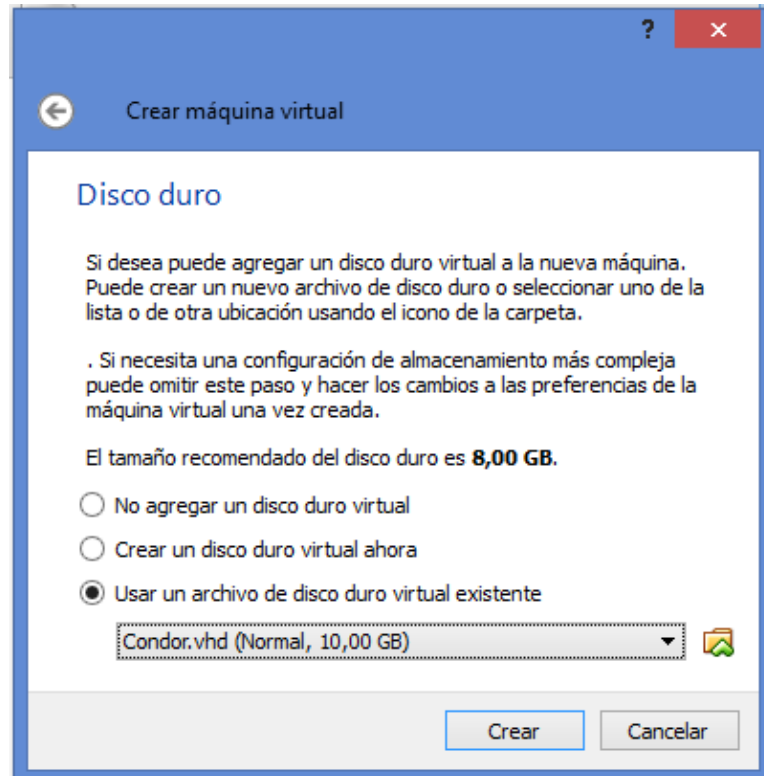 ?
Crear máquina virtual
Disco duro
Si desea puede agregar un disco duro virtual a la nueva máquina.
Puede crear un nuevo archivo de disco duro o seleccionar uno de la
lista o de otra ubicación usando el icono de la carpeta.
. Si necesita una configuración de almacenamiento más compleja
puede omitir este paso y hacer los cambios a las preferencias de la
máquina virtual una vez creada.
El tamaño recomendado del disco duro es 8,00 GB.
No agregar un disco duro virtual
Crear un disco duro virtual ahora
Usar un archivo de disco duro virtual existente
Condor.vhd (Normal, 10,00 GB)
Crear Cancelar